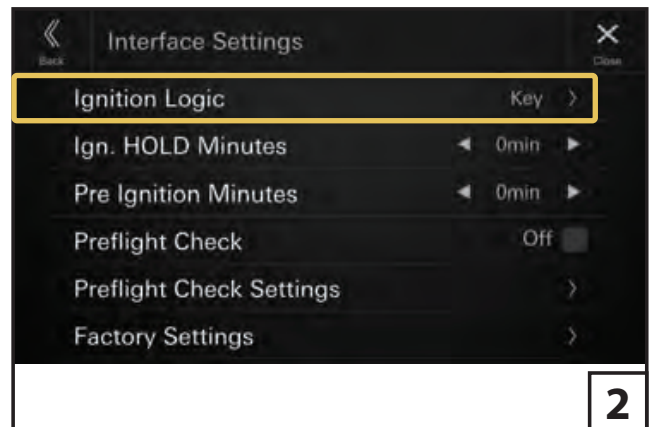 《 Interface Settings ×
Back Close
Ignition Logic Key >
Ign. HOLD Minutes ◀ 0min ▶
Pre Ignition Minutes ◀ 0min ▶
Preflight Check Off
Preflight Check Settings >
Factory Settings >
2